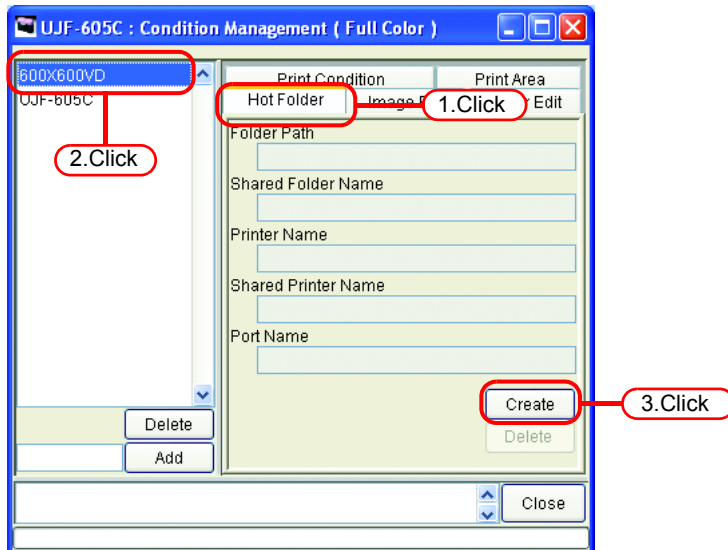 UJF-605C : Condition Management ( Full Color )
600X600VD
UJF-605C
Print Condition
Print Area
Hot Folder
Image
Edit
1.Click
2.Click
Folder Path
Shared Folder Name
Printer Name
Shared Printer Name
Port Name
Create
3.Click
Delete
Delete
Add
Close